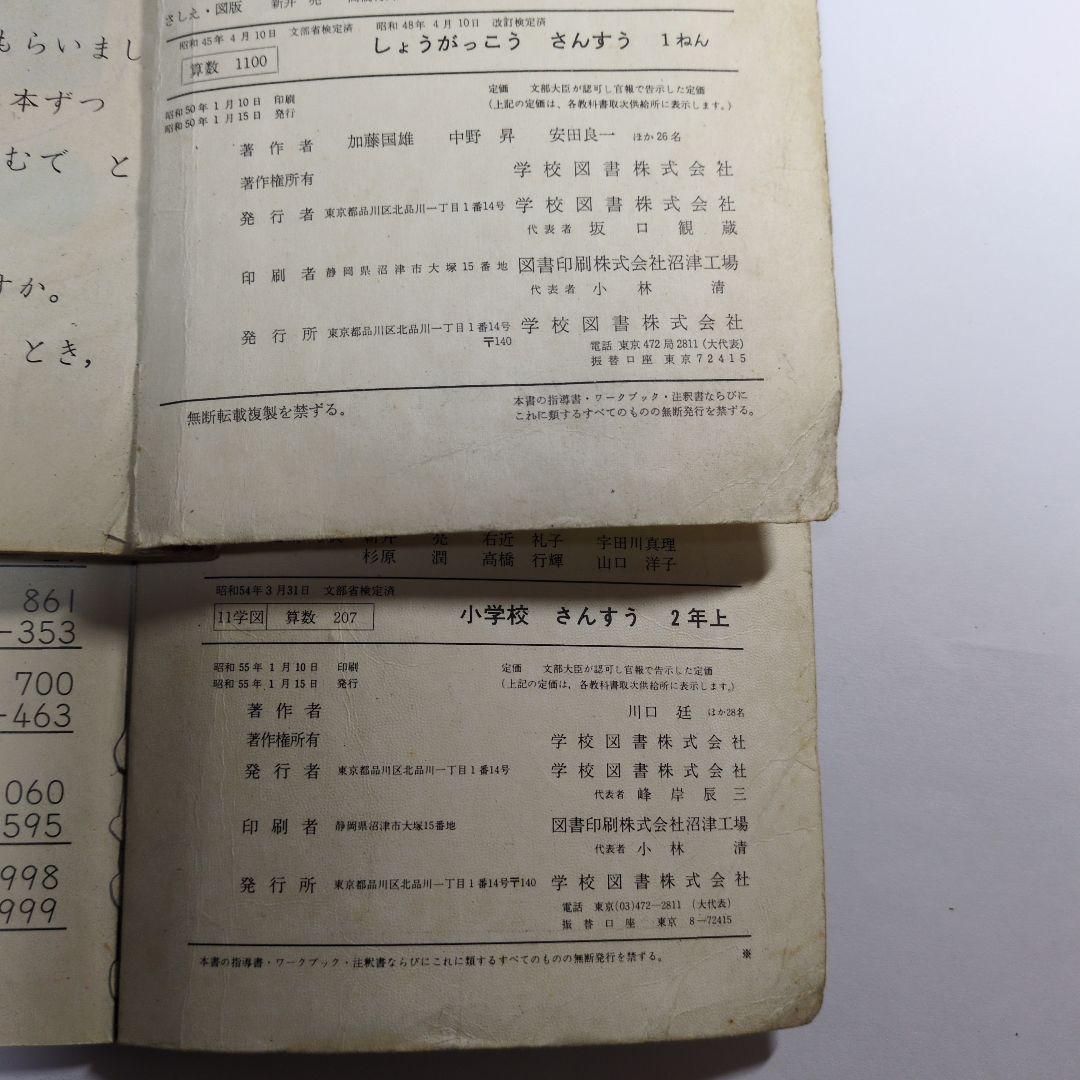 もらいまし
本ずつ
むで と
すか。
とき,
さしえ・図版 新井 亮
昭和45年4月10日 文部省検定済 昭和48年4月10日 改訂検定済
算数 1100 しょうがっこう さんすう 1ねん
昭和50年1月10日 印刷
昭和50年1月15日 発行
定価 文部大臣が認可し官報で告示した定価
(上記の定価は、各教科書取次供給所に表示します。)
著作者 加藤国雄 中野昇 安田良一 ほか26名
著作権所有 学校図書株式会社
発行者 東京都品川区北品川一丁目1番14号 学校図書株式会社
代表者 坂口観蔵
印刷者 静岡県沼津市大塚15番地 図書印刷株式会社沼津工場
代表者 小林清
発行所 東京都品川区北品川一丁目1番14号 学校図書株式会社
〒140 電話 東京472局2811(大代表)
振替口座 東京72415
無断転載複製を禁ずる。
本書の指導書・ワークブック・注釈書ならびに
これに類するすべてのものの無断発行を禁ずる。
861
-353
700
-463
060
595
998
999
新井 亮 右近 礼子 宇田川真理
杉原 潤 高橋 行輝 山口 洋子
昭和54年3月31日 文部省検定済
11学図 算数 207 小学校 さんすう 2年上
昭和55年1月10日 印刷
昭和55年1月15日 発行
定価 文部大臣が認可し官報で告示した定価
(上記の定価は、各教科書取次供給所に表示します。)
著作者 川口 廷 ほか28名
著作権所有 学校図書株式会社
発行者 東京都品川区北品川一丁目1番14号 学校図書株式会社
代表者 峰岸辰三
印刷者 静岡県沼津市大塚15番地 図書印刷株式会社沼津工場
代表者 小林清
発行所 東京都品川区北品川一丁目1番14号〒140 学校図書株式会社
電話 東京(03)472-2811 (大代表)
振替口座 東京 8-72415
本書の指導書・ワークブック・注釈書ならびにこれに類するすべてのものの無断発行を禁ずる。 ※